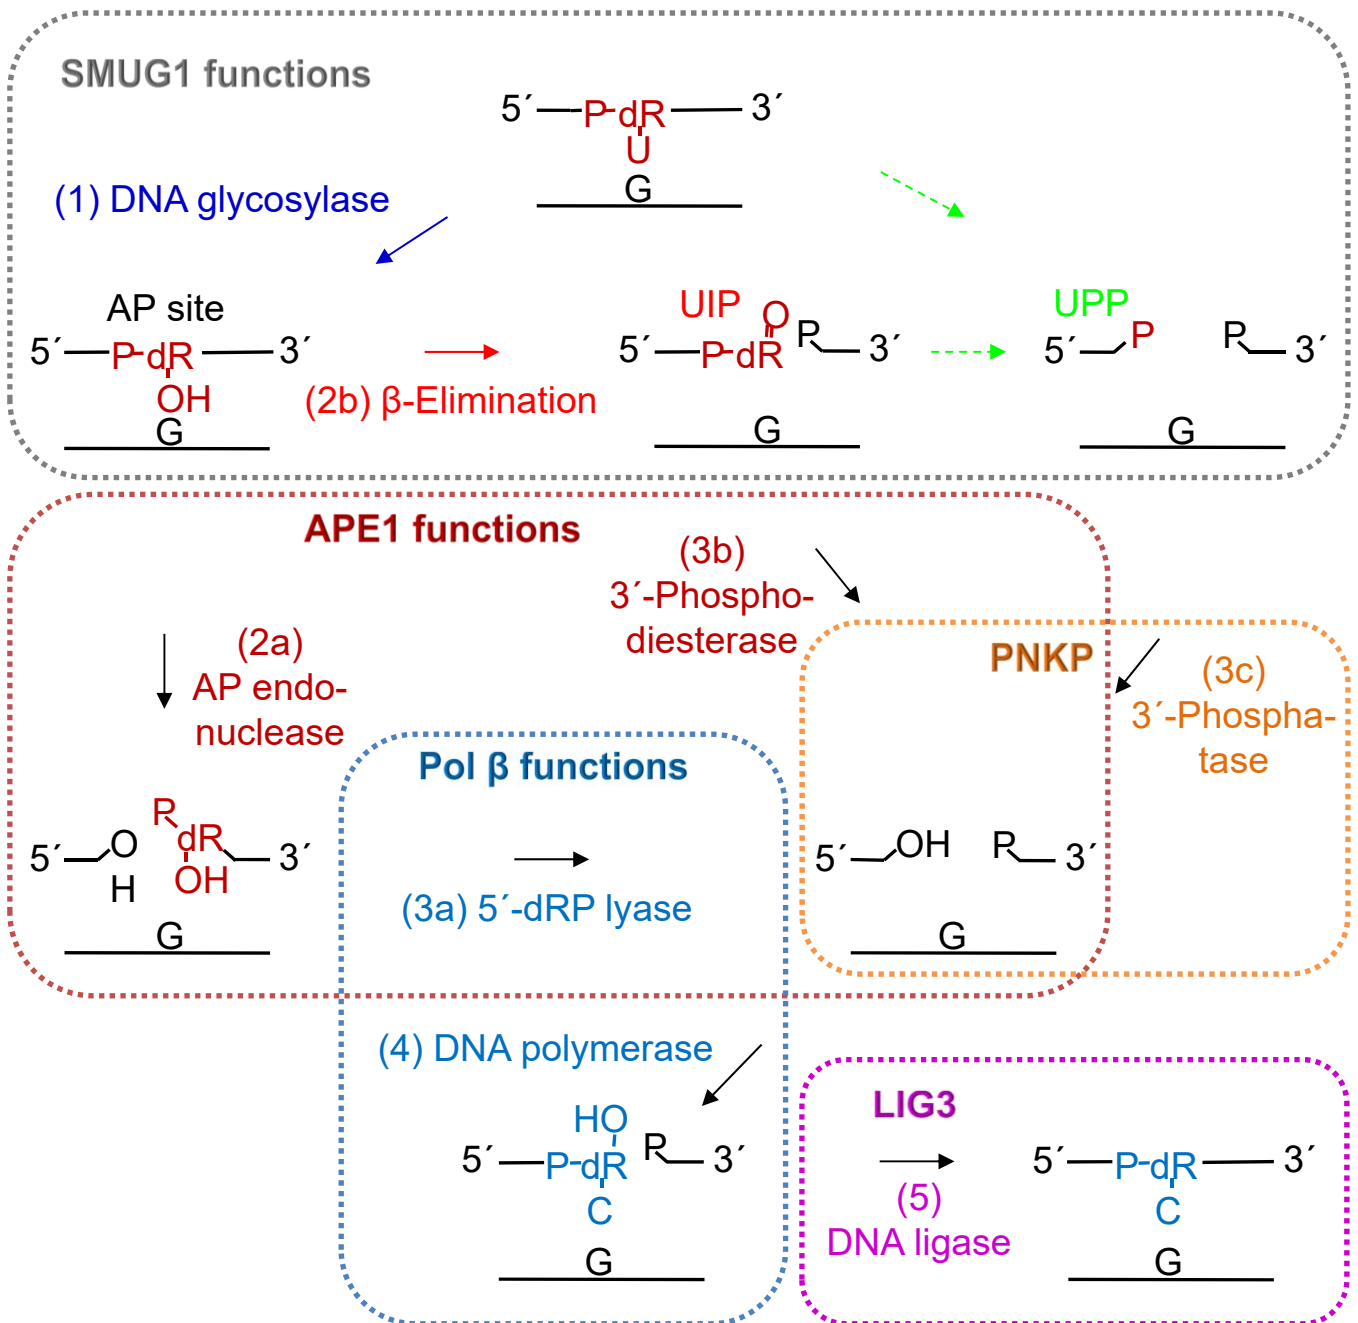 SMUG1 functions
5´ P dR 3´
U
G
(1) DNA glycosylase
AP site
5´ P dR 3´
OH
G
(2b) β-Elimination
UIP
O
5´ P dR P 3´
G
UPP
5´ P P 3´
G
APE1 functions
(3b)
3´-Phospho-
diesterase
(2a)
AP endo-
nuclease
PNKP
(3c)
3´-Phospha-
tase
Pol β functions
P
5´ O dR 3´
H OH
G
(3a) 5´-dRP lyase
5´ OH P 3´
G
(4) DNA polymerase
HO
5´ P dR P 3´
C
G
LIG3
(5)
DNA ligase
5´ P dR 3´
C
G